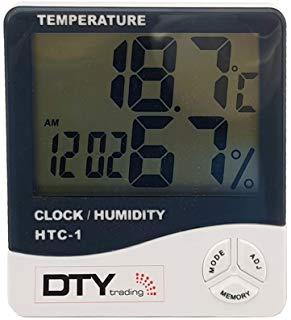 TEMPERATURE
18.7°C
AM
12 02 67%
CLOCK / HUMIDITY
HTC-1
MODE ADJ
MEMORY
DTY
trading